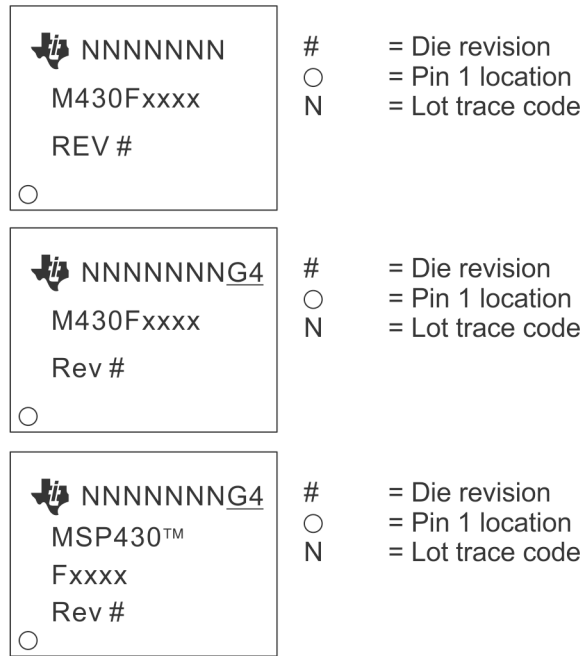 NNNNNNN
M430Fxxxx
REV #
# = Die revision
○ = Pin 1 location
N = Lot trace code
NNNNNNNG4
M430Fxxxx
Rev #
# = Die revision
○ = Pin 1 location
N = Lot trace code
NNNNNNNG4
MSP430™
Fxxxx
Rev #
# = Die revision
○ = Pin 1 location
N = Lot trace code